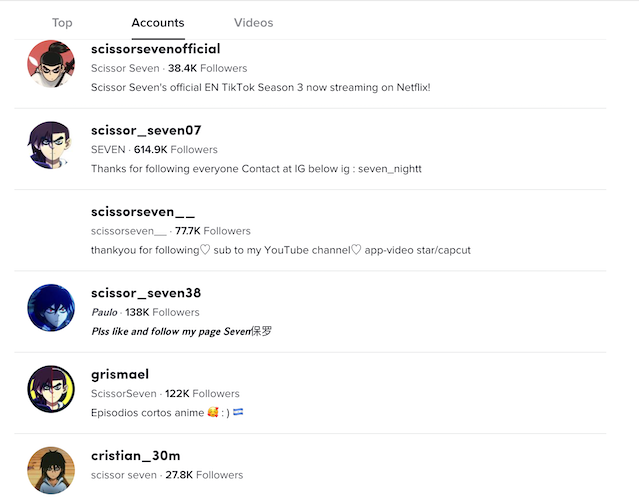 Top Accounts Videos
scissorsevenofficial
Scissor Seven · 38.4K Followers
Scissor Seven's official EN TikTok Season 3 now streaming on Netflix!
scissor_seven07
SEVEN · 614.9K Followers
Thanks for following everyone Contact at IG below ig : seven_nightt
scissorseven__
scissorseven__ · 77.7K Followers
thankyou for following♡ sub to my YouTube channel♡ app-video star/capcut
scissor_seven38
Paulo · 138K Followers
Plss like and follow my page Seven保罗
grismael
ScissorSeven · 122K Followers
Episodios cortos anime 🥰 : ) 🇸🇻
cristian_30m
scissor seven · 27.8K Followers